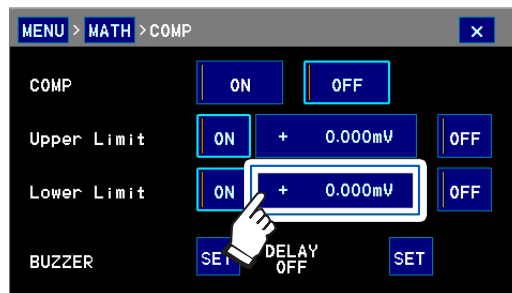 MENU > MATH > COMP ×
COMP ON OFF
Upper Limit ON + 0.000mV OFF
Lower Limit ON + 0.000mV OFF
BUZZER SET DELAY OFF SET